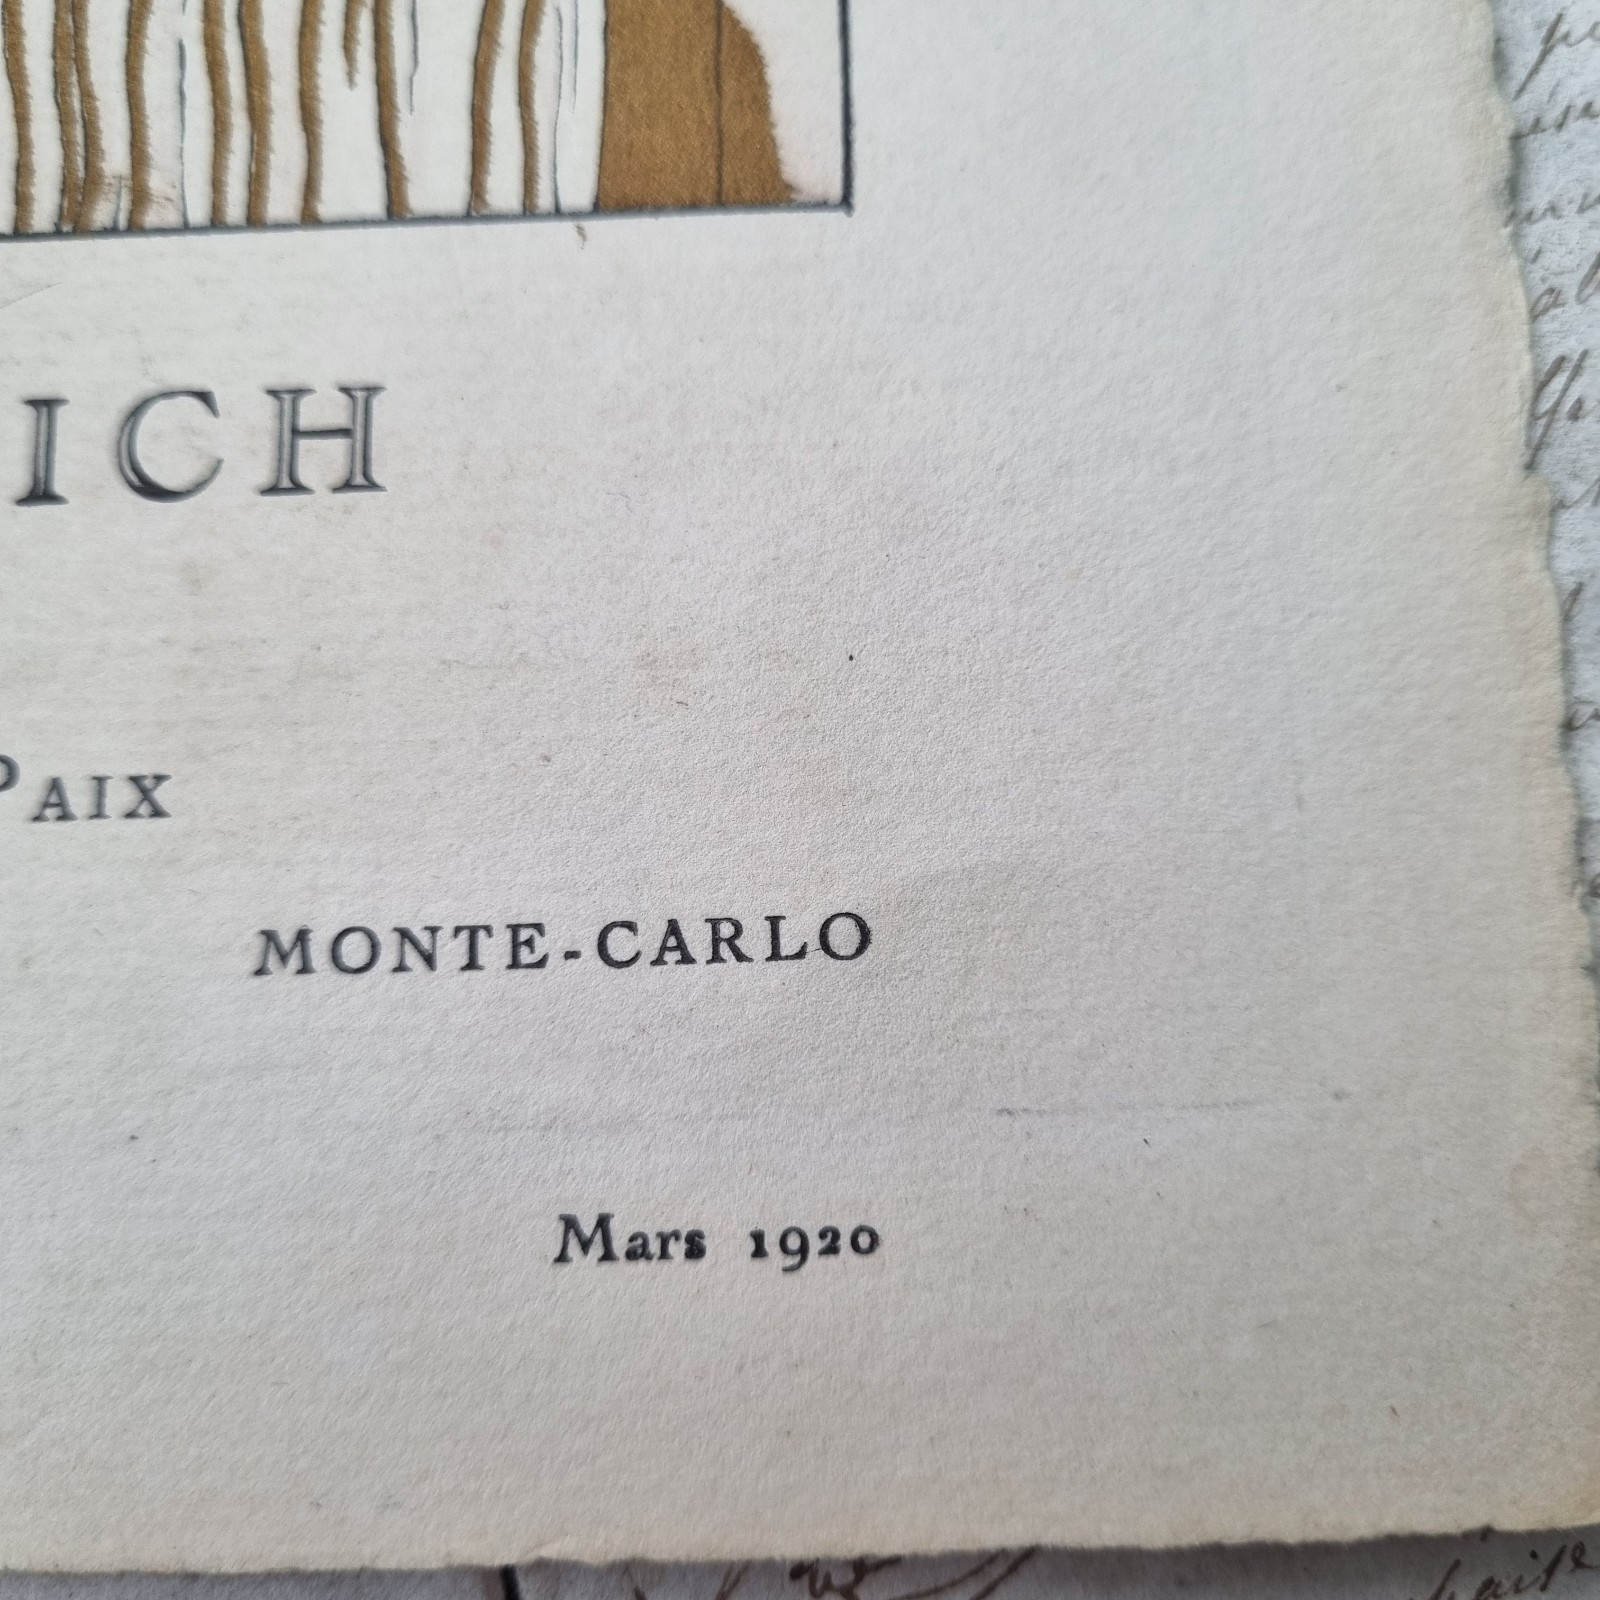 ICH
PAIX
MONTE-CARLO
Mars 1920